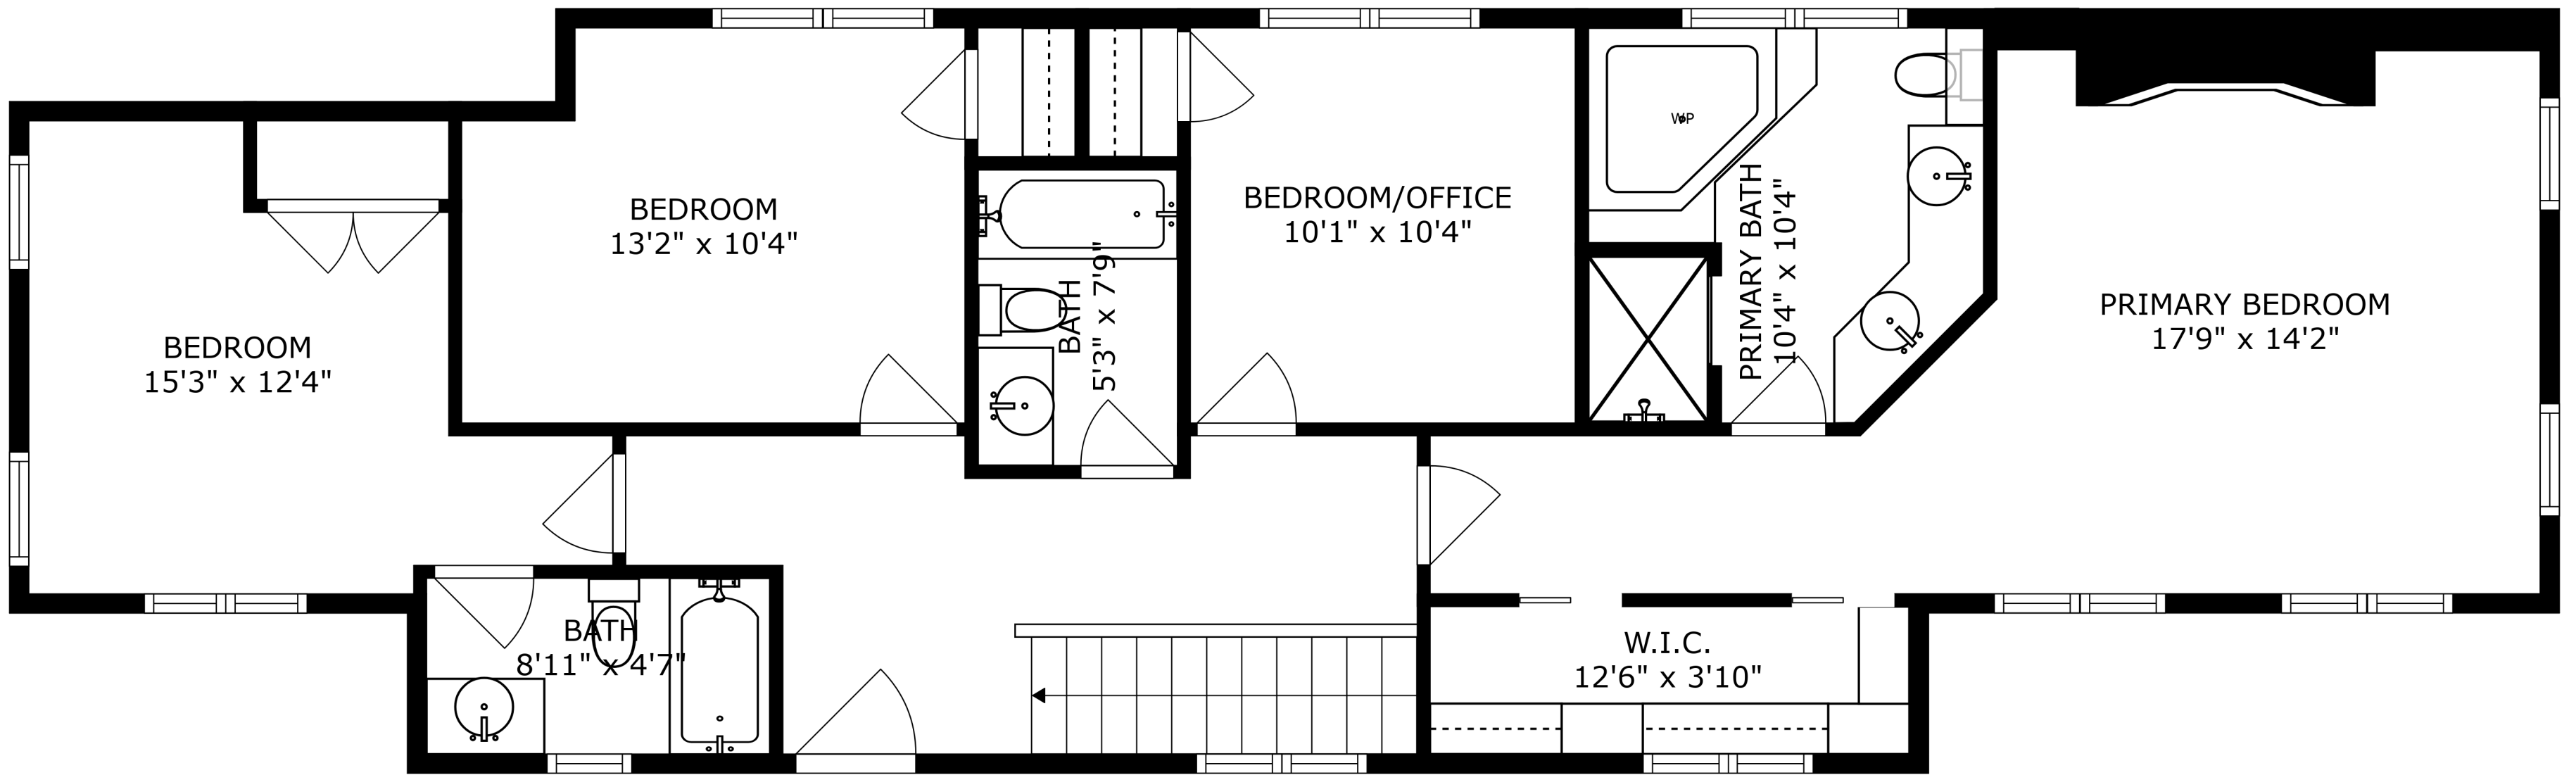 BEDROOM
15'3" x 12'4"
BEDROOM
13'2" x 10'4"
BATH
5'3" x 7'9"
BEDROOM/OFFICE
10'1" x 10'4"
WP
PRIMARY BATH
10'4" x 10'4"
PRIMARY BEDROOM
17'9" x 14'2"
BATH
8'11" x 4'7"
W.I.C.
12'6" x 3'10"